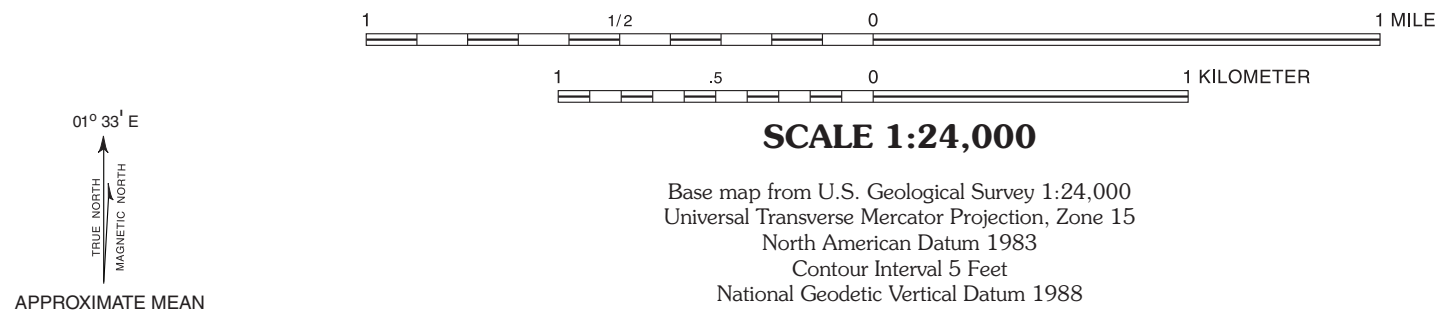 1 1/2 0 1 MILE
1 .5 0 1 KILOMETER
SCALE 1:24,000
Base map from U.S. Geological Survey 1:24,000
Universal Transverse Mercator Projection, Zone 15
North American Datum 1983
Contour Interval 5 Feet
National Geodetic Vertical Datum 1988
01° 33' E
TRUE NORTH
MAGNETIC NORTH
APPROXIMATE MEAN